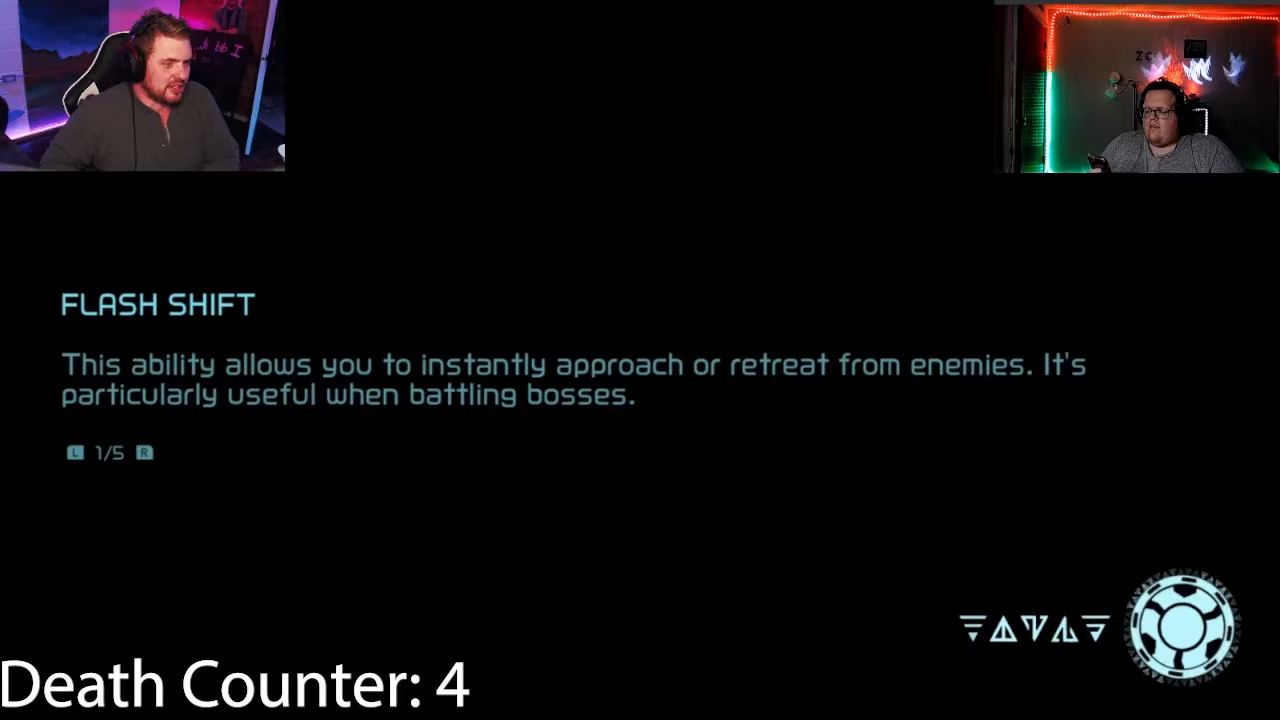 FLASH SHIFT
This ability allows you to instantly approach or retreat from enemies. It's
particularly useful when battling bosses.
L 1/5 R
Death Counter: 4